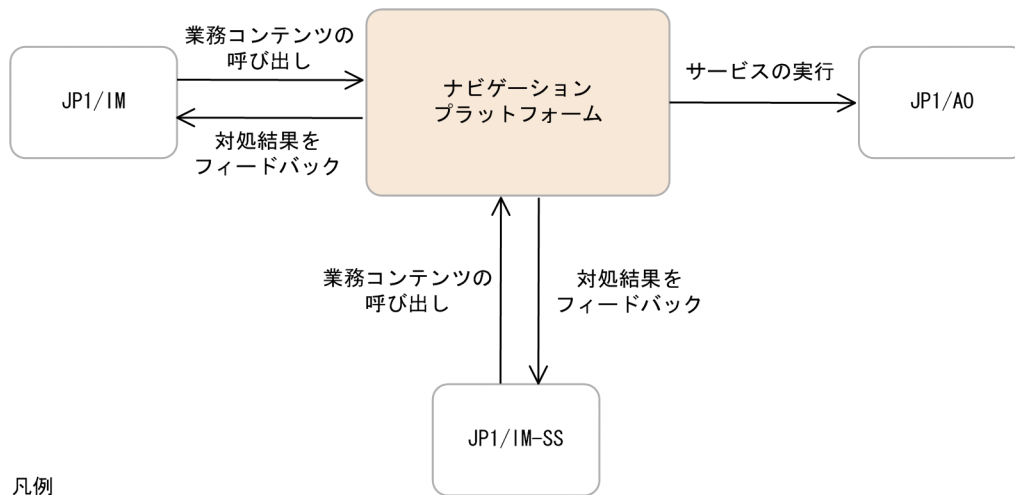 業務コンテンツの
呼び出し
JP1/IM
対処結果を
フィードバック
ナビゲーション
プラットフォーム
サービスの実行
JP1/AO
業務コンテンツの
呼び出し
対処結果を
フィードバック
JP1/IM-SS
凡例